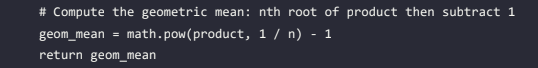 # Compute the geometric mean: nth root of product then subtract 1
geom_mean = math.pow(product, 1 / n) - 1
return geom_mean